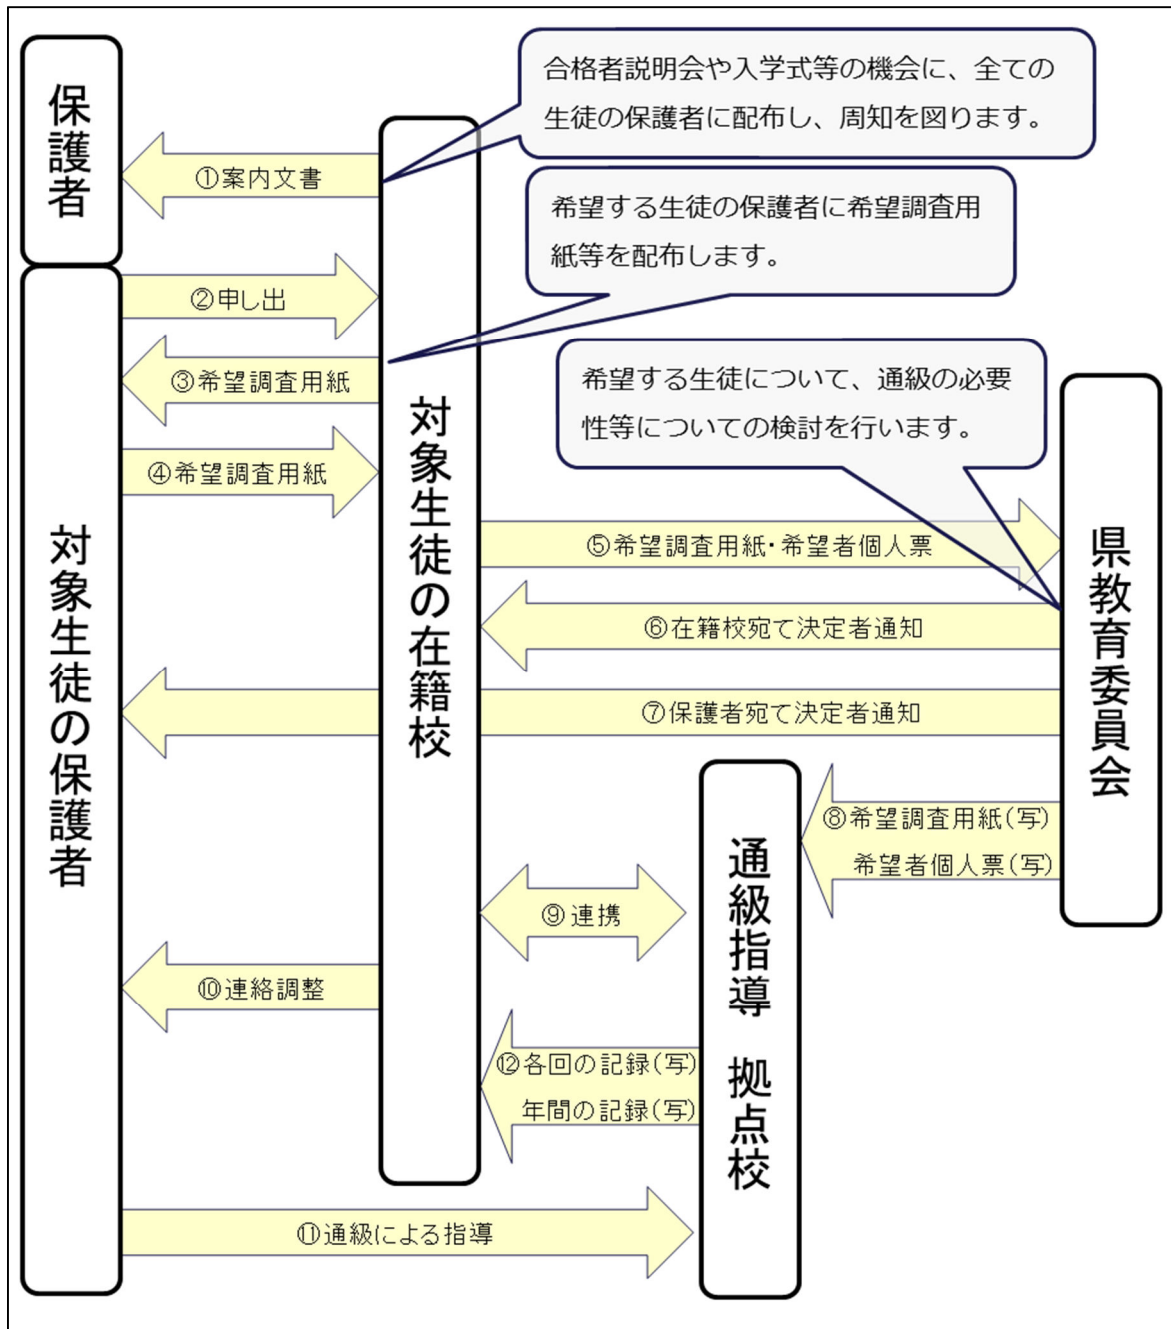 保護者
合格者説明会や入学式等の機会に、全ての
生徒の保護者に配布し、周知を図ります。
①案内文書
希望する生徒の保護者に希望調査用
紙等を配布します。
②申し出
③希望調査用紙
希望する生徒について、通級の必要
性等についての検討を行います。
④希望調査用紙
対象生徒の保護者
対象生徒の在籍校
県教育委員会
⑤希望調査用紙・希望者個人票
⑥在籍校宛て決定者通知
⑦保護者宛て決定者通知
⑧希望調査用紙(写)
希望者個人票(写)
通級指導 拠点校
⑨連携
⑩連絡調整
⑫各回の記録(写)
年間の記録(写)
⑪通級による指導